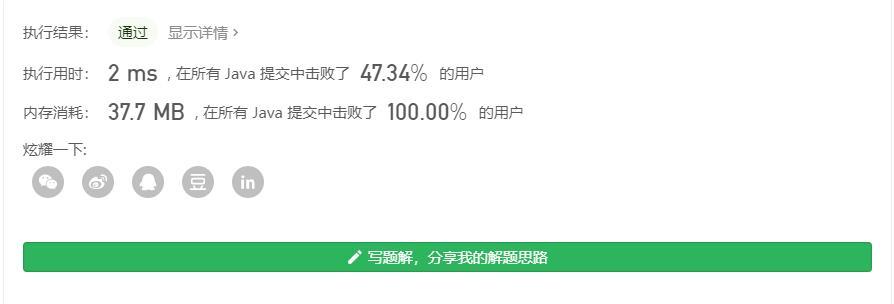 执行结果： 通过 显示详情 ›
执行用时： 2 ms , 在所有 Java 提交中击败了 47.34% 的用户
内存消耗： 37.7 MB , 在所有 Java 提交中击败了 100.00% 的用户
炫耀一下:
豆 in
写题解，分享我的解题思路